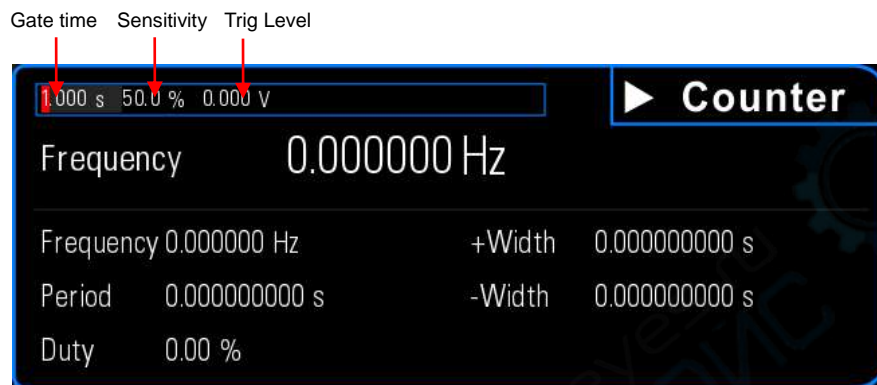 Gate time Sensitivity Trig Level
1.000 s 50.0 % 0.000 V
Counter
Frequency 0.000000 Hz
Frequency 0.000000 Hz +Width 0.000000000 s
Period 0.000000000 s -Width 0.000000000 s
Duty 0.00 %